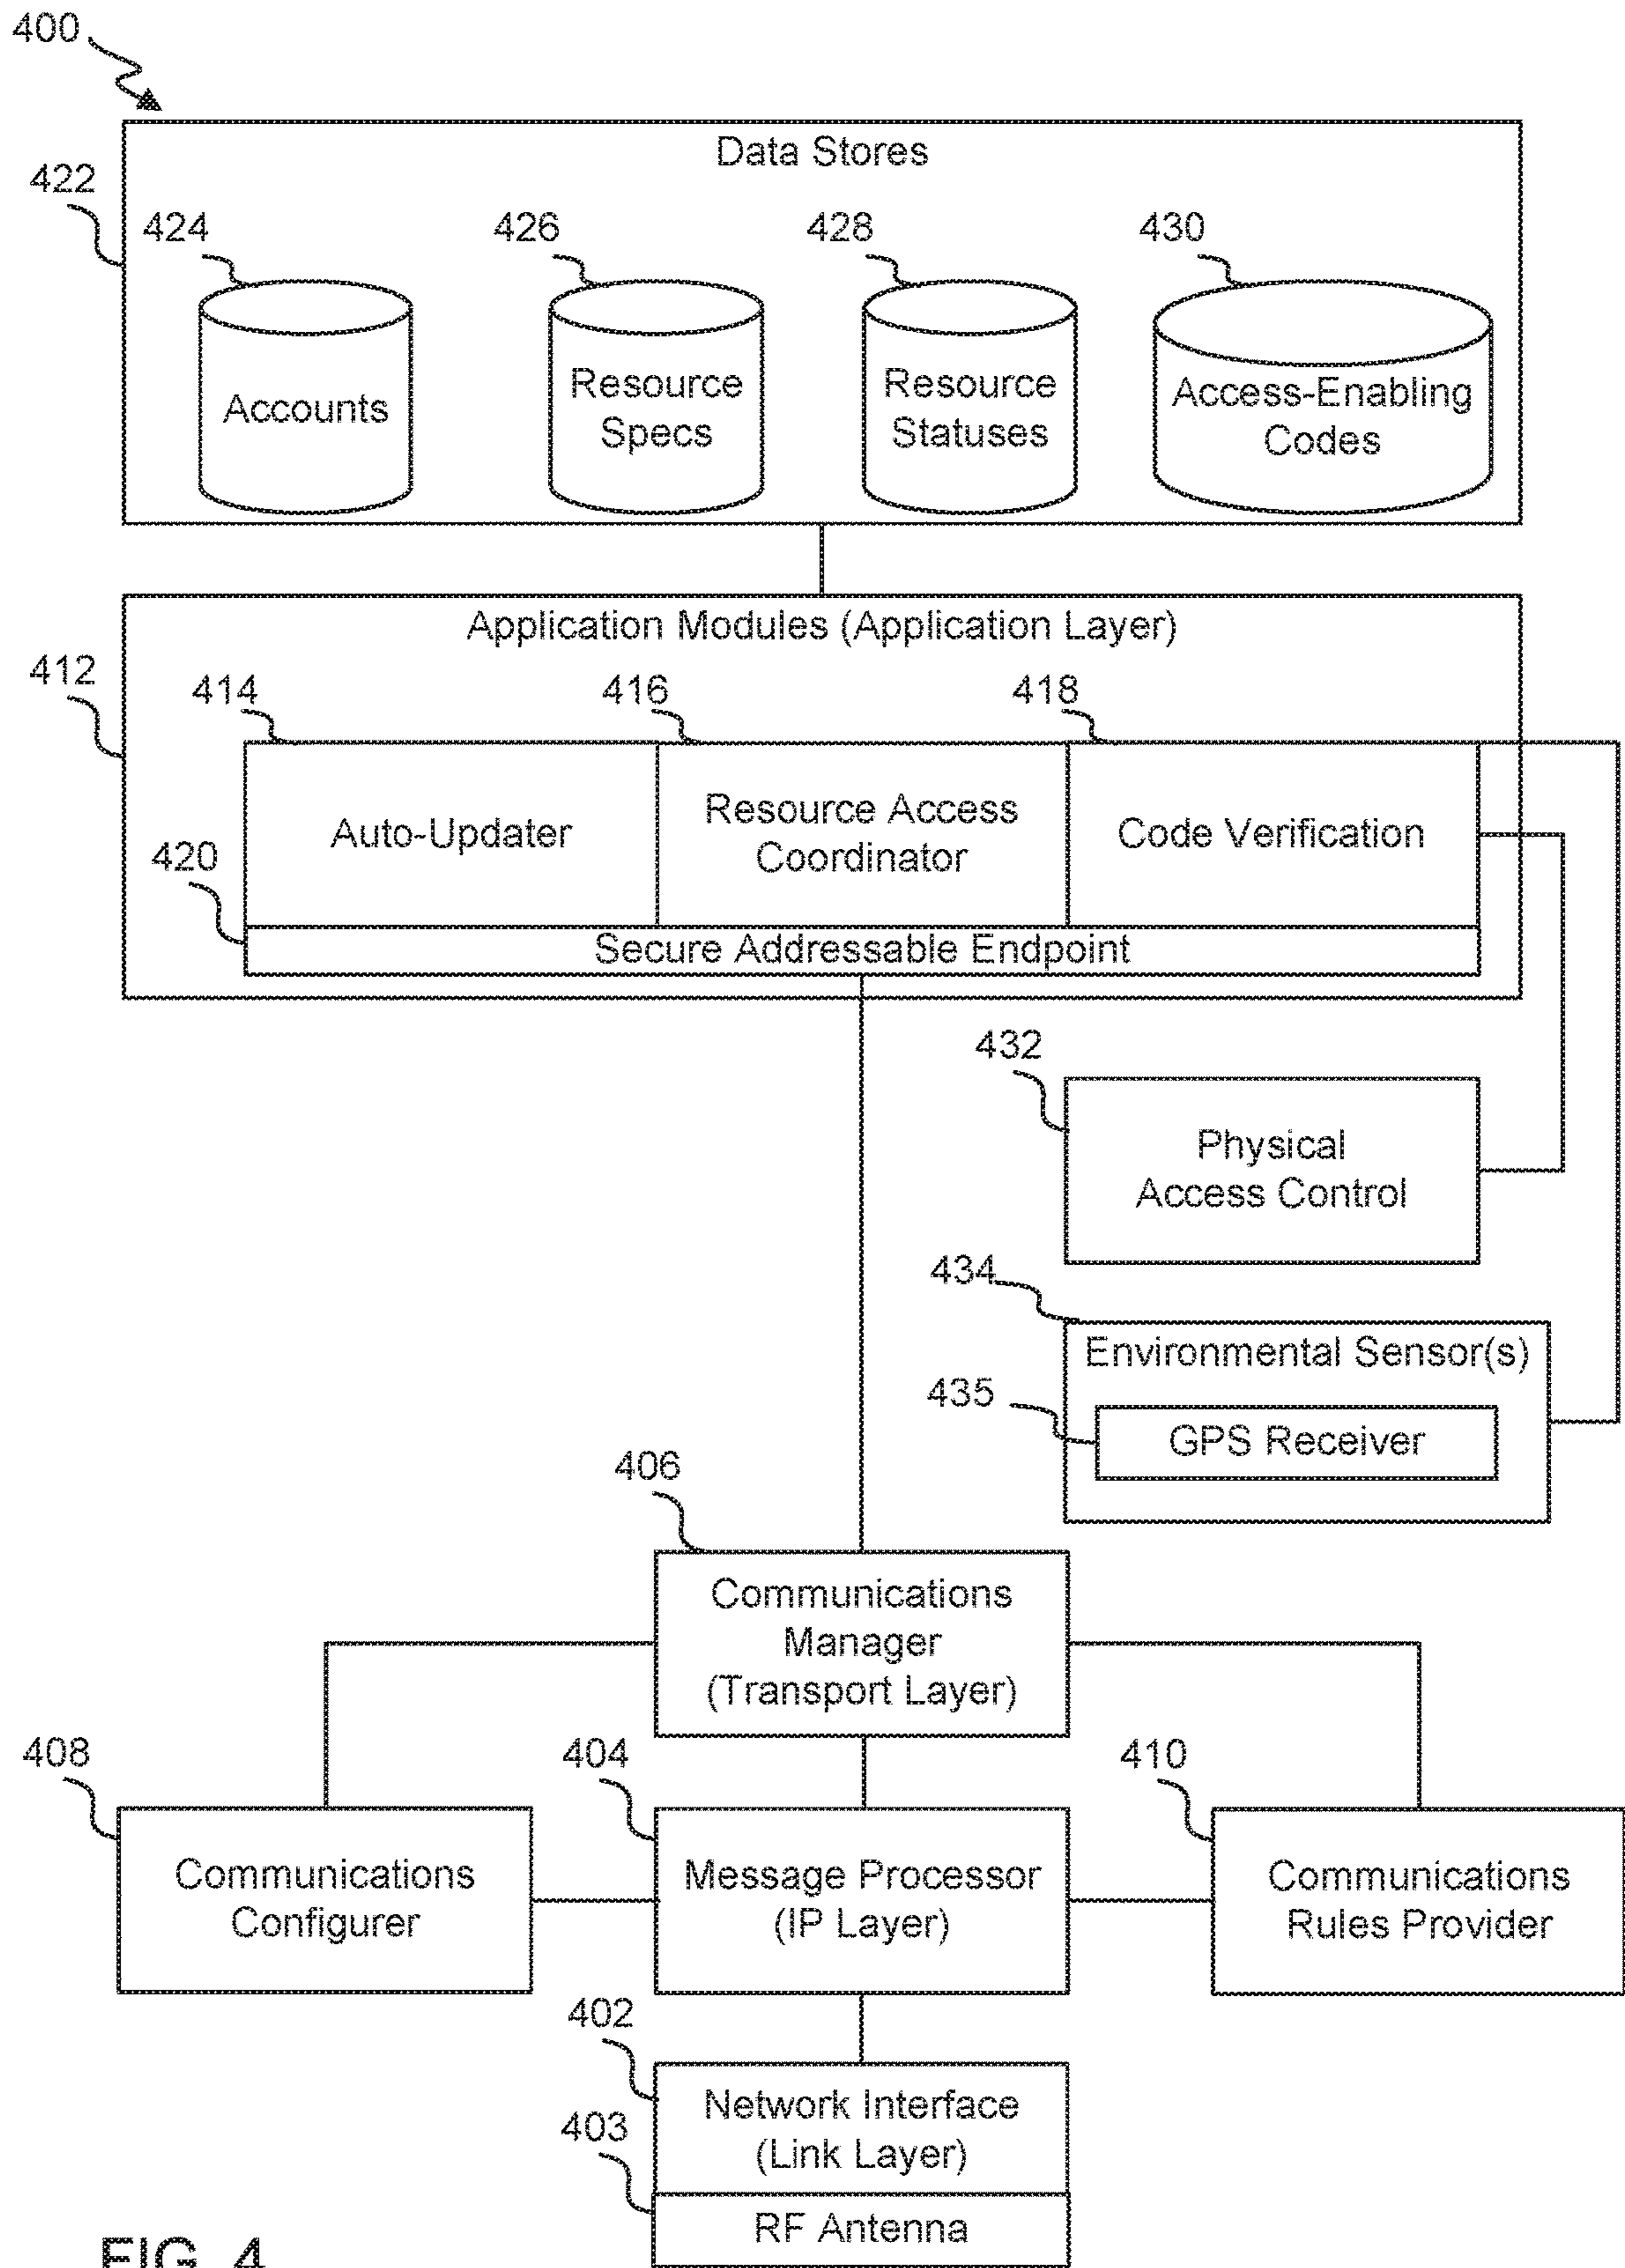 400
Data Stores
422
424
426
428
430
Accounts
Resource
Specs
Resource
Statuses
Access-Enabling
Codes
Application Modules (Application Layer)
412
414
416
418
Auto-Updater
Resource Access
Coordinator
Code Verification
420
Secure Addressable Endpoint
432
Physical
Access Control
434
Environmental Sensor(s)
435
GPS Receiver
406
Communications
Manager
(Transport Layer)
408
404
410
Communications
Configurer
Message Processor
(IP Layer)
Communications
Rules Provider
402
Network Interface
(Link Layer)
403
RF Antenna
FIG. 4